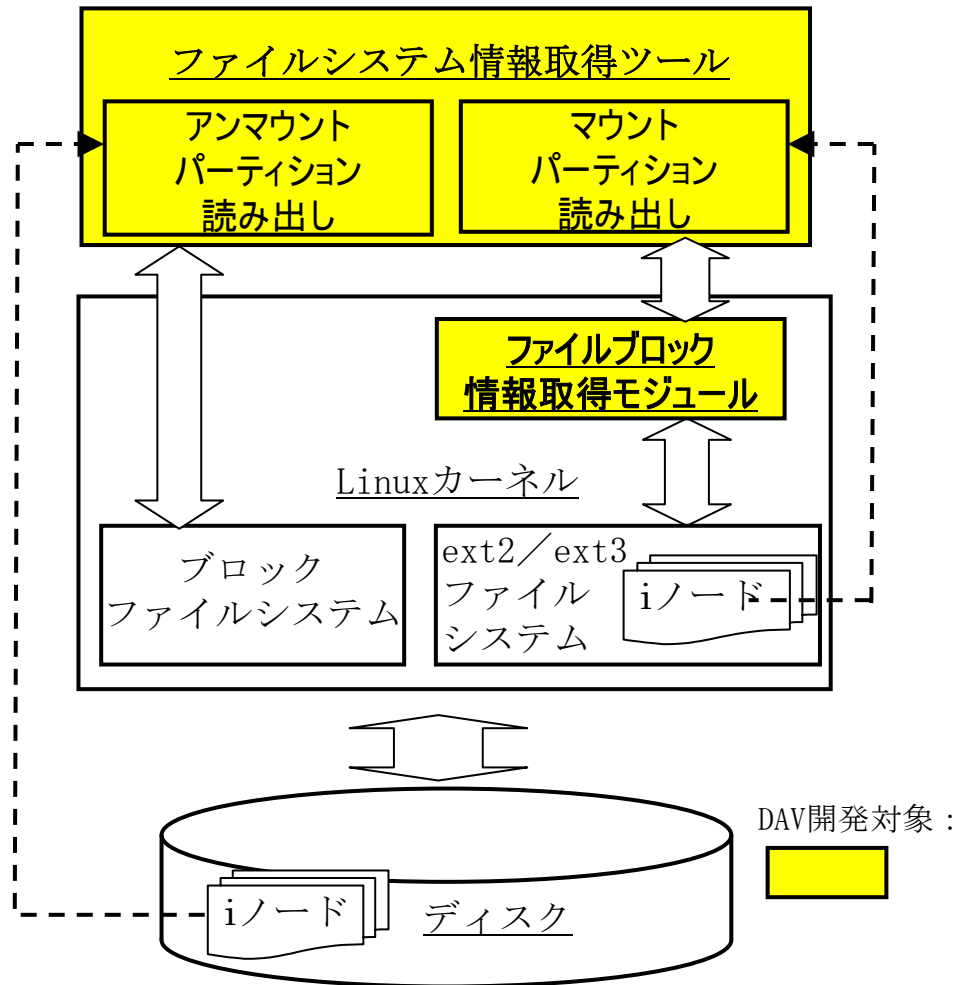 ファイルシステム情報取得ツール
アンマウント
パーティション
読み出し
マウント
パーティション
読み出し
ファイルブロック
情報取得モジュール
Linuxカーネル
ブロック
ファイルシステム
ext2／ext3
ファイル
システム
iノード
DAV開発対象：
iノード
ディスク